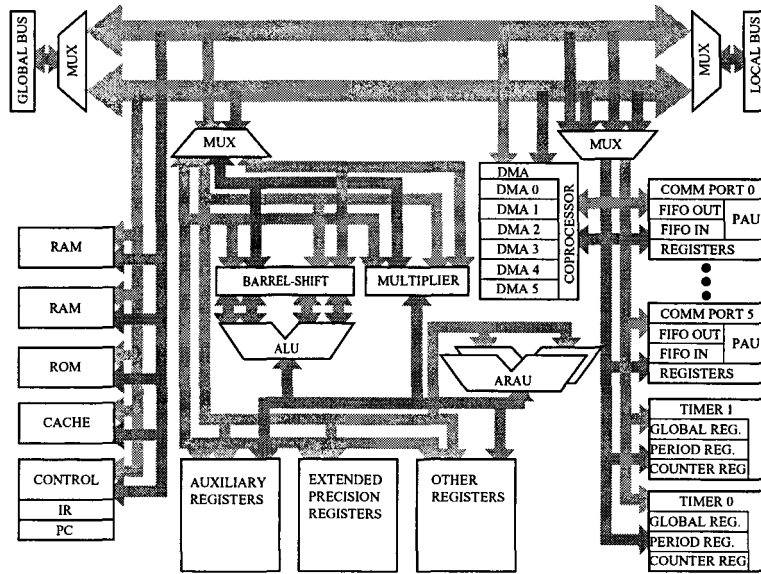 GLOBAL BUS
MUX
MUX
LOCAL BUS
MUX
MUX
DMA
DMA 0
DMA 1
DMA 2
DMA 3
DMA 4
DMA 5
COPROCESSOR
COMM PORT 0
FIFO OUT
FIFO IN
PAU
REGISTERS
RAM
RAM
ROM
CACHE
CONTROL
IR
PC
BARREL-SHIFT
MULTIPLIER
ALU
ARAU
COMM PORT 5
FIFO OUT
FIFO IN
PAU
REGISTERS
TIMER 1
GLOBAL REG.
PERIOD REG.
COUNTER REG.
TIMER 0
GLOBAL REG.
PERIOD REG.
COUNTER REG.
AUXILIARY
REGISTERS
EXTENDED
PRECISION
REGISTERS
OTHER
REGISTERS